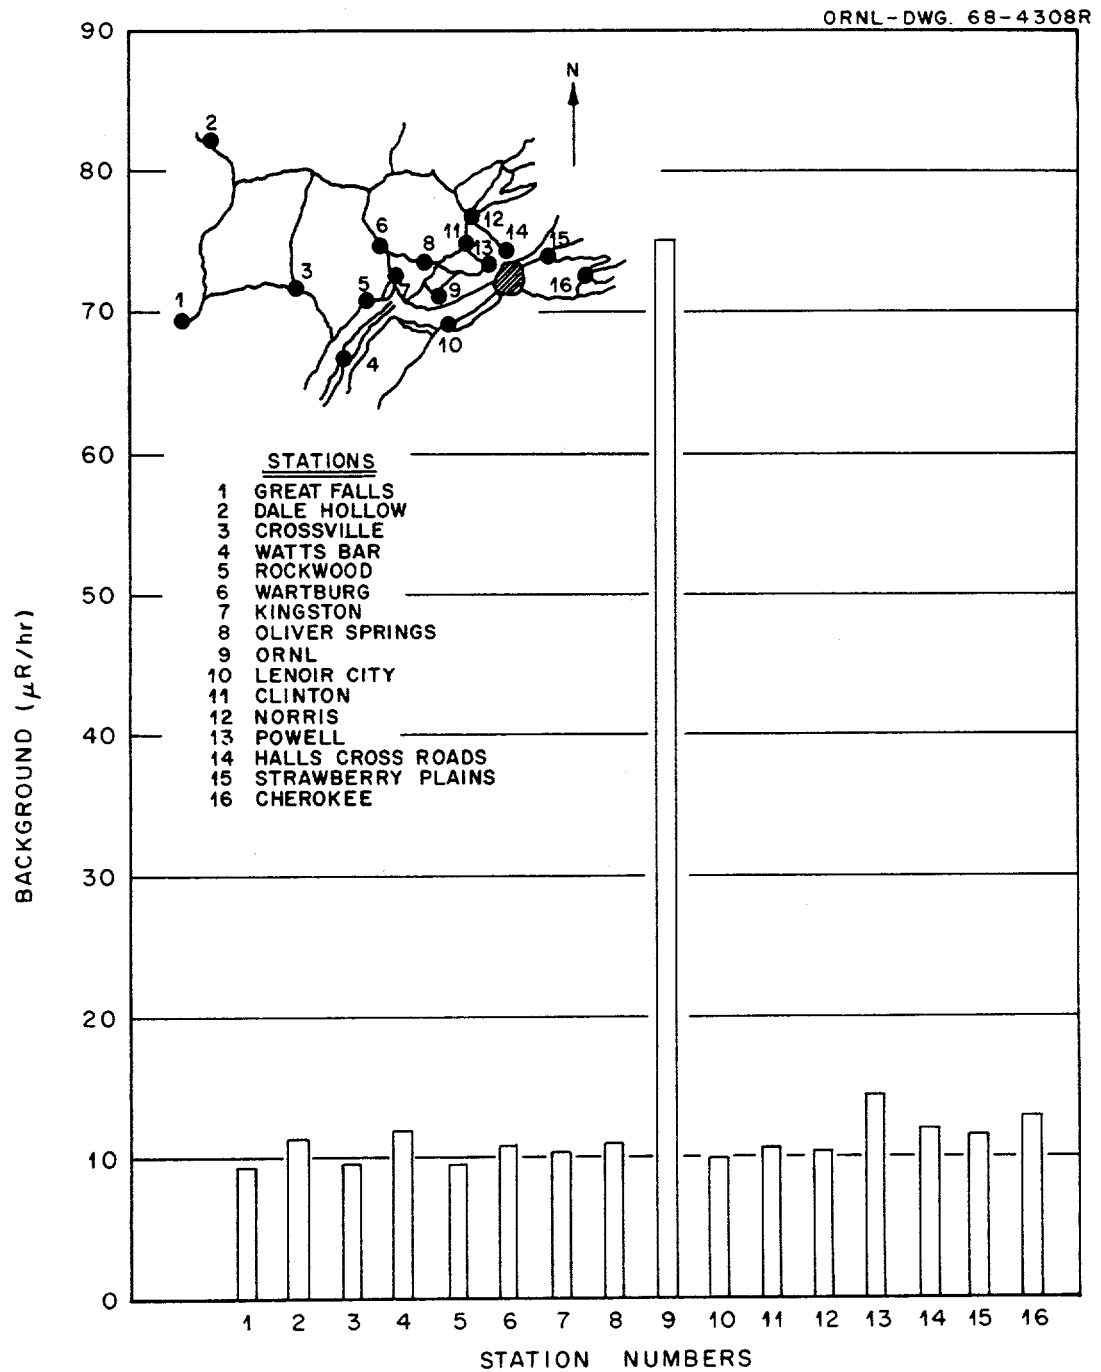 ORNL-DWG. 68-4308R
90
80
70
60
50
40
30
20
10
0
BACKGROUND (μR/hr)
N
2
12
6
11
14
8
13
15
3
5
7
9
16
1
10
4
STATIONS
1 GREAT FALLS
2 DALE HOLLOW
3 CROSSVILLE
4 WATTS BAR
5 ROCKWOOD
6 WARTBURG
7 KINGSTON
8 OLIVER SPRINGS
9 ORNL
10 LENOIR CITY
11 CLINTON
12 NORRIS
13 POWELL
14 HALLS CROSS ROADS
15 STRAWBERRY PLAINS
16 CHEROKEE
1 2 3 4 5 6 7 8 9 10 11 12 13 14 15 16
STATION NUMBERS